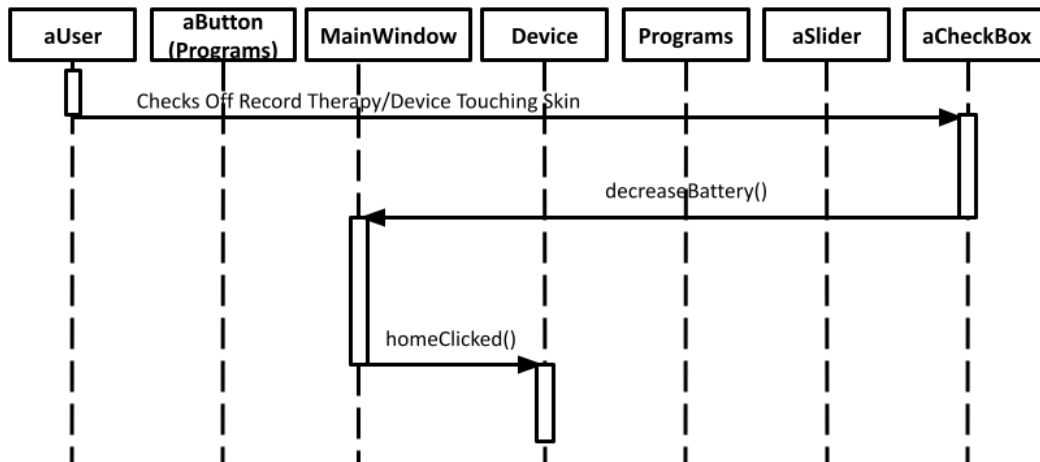 aUser
aButton
(Programs)
MainWindow
Device
Programs
aSlider
aCheckBox
Checks Off Record Therapy/Device Touching Skin
decreaseBattery()
homeClicked()